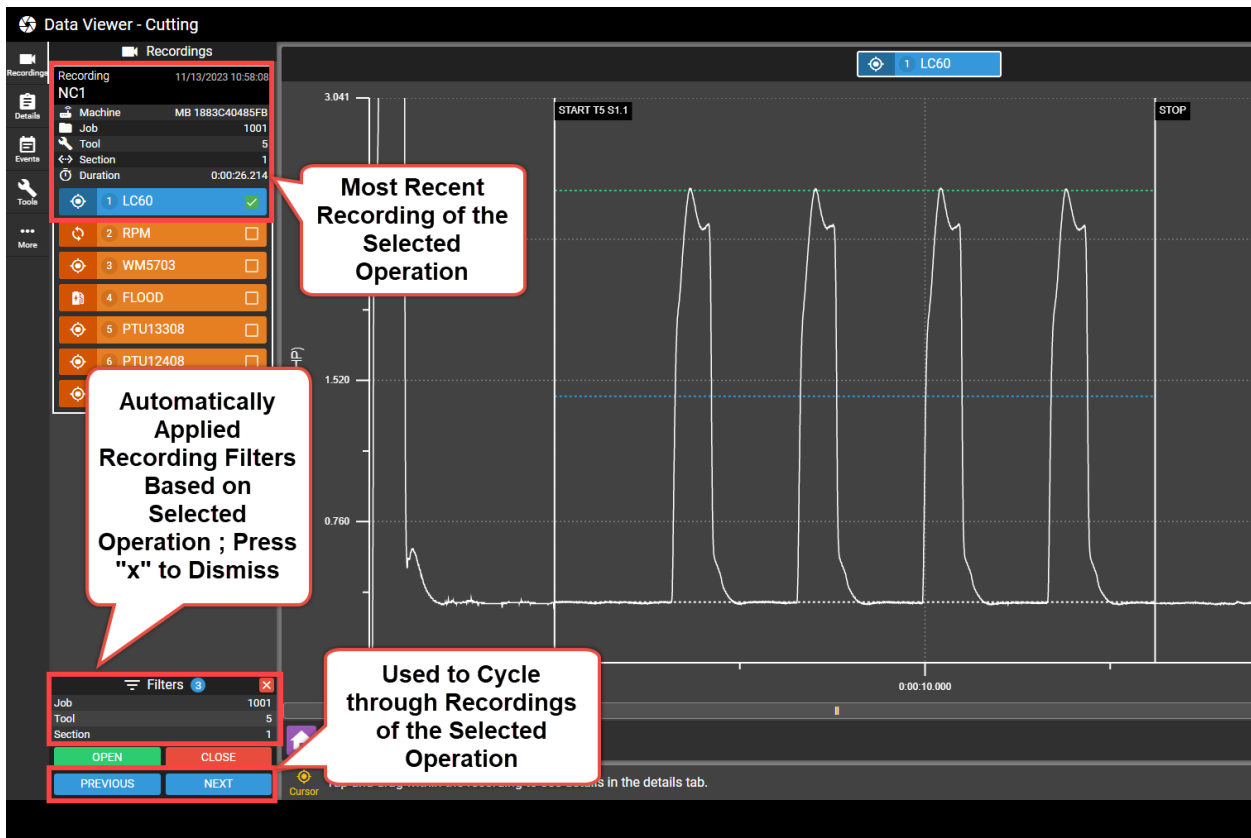 Data Viewer - Cutting
Recordings
Details
Events
Tools
More
Recordings
Recording 11/13/2023 10:58:08
NC1
Machine MB 1883C40485FB
Job 1001
Tool 5
Section 1
Duration 0:00:26.214
1 LC60
2 RPM
3 WM5703
4 FLOOD
5 PTU13308
6 PTU12408
Most Recent
Recording of the
Selected
Operation
Automatically
Applied
Recording Filters
Based on
Selected
Operation ; Press
"x" to Dismiss
Filters 3
Job 1001
Tool 5
Section 1
OPEN CLOSE
PREVIOUS NEXT
Used to Cycle
through Recordings
of the Selected
Operation
1 LC60
3.041
START T5 S1.1
STOP
1.520
0.760
0:00:10.000
Cursor
in the details tab.